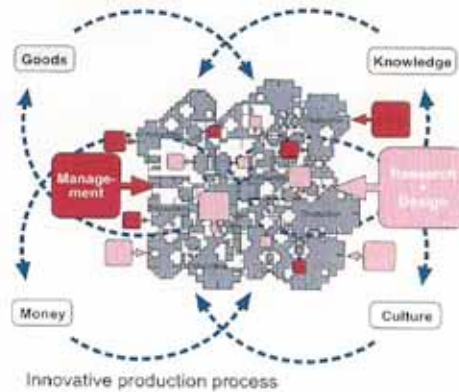 Goods
Knowledge
Manage-
ment
Research
+
Design
Money
Culture
Innovative production process